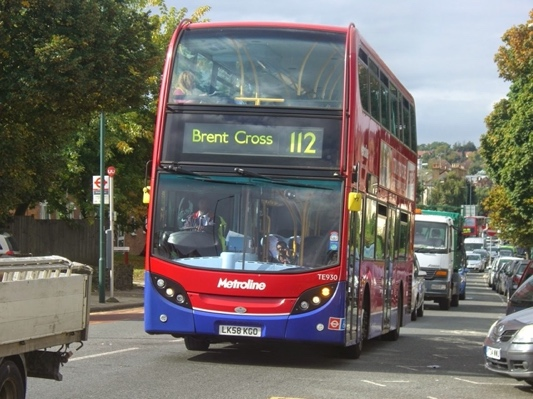 Brent Cross 112
Metroline
TE930
LK58 KGO